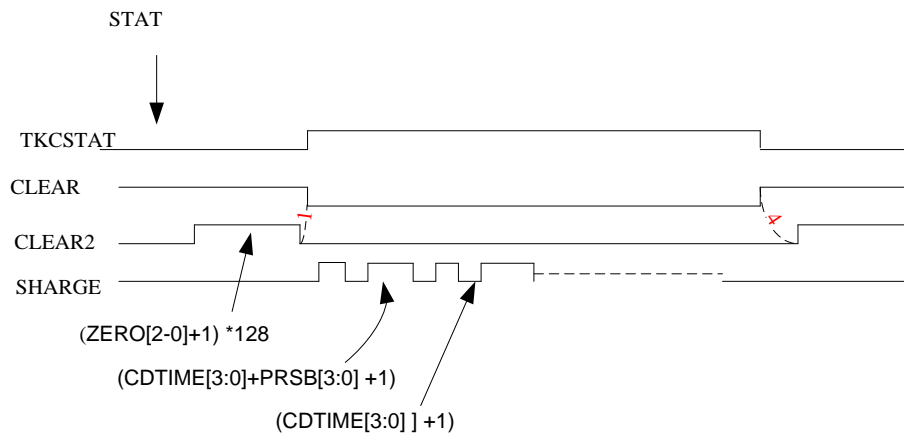 STAT
TKCSTAT
CLEAR
1
4
CLEAR2
SHARGE
(ZERO[2-0]+1) *128
(CDTIME[3:0]+PRSB[3:0] +1)
(CDTIME[3:0] ] +1)